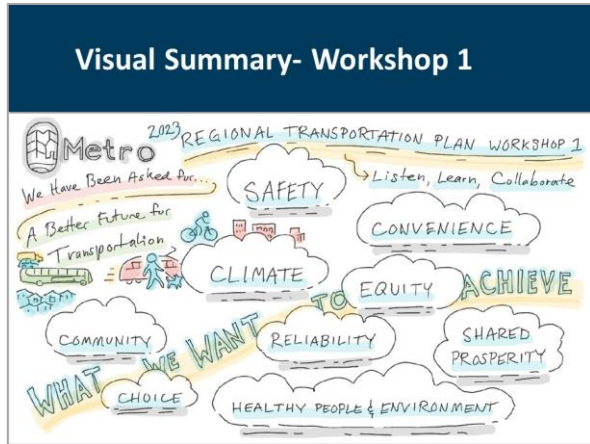 Visual Summary- Workshop 1
Metro
2023 REGIONAL TRANSPORTATION PLAN WORKSHOP 1
Listen, Learn, Collaborate
We Have Been Asked for...
A Better Future for
Transportation
SAFETY
CONVENIENCE
CLIMATE
EQUITY
WHAT WE WANT TO ACHIEVE
COMMUNITY
RELIABILITY
SHARED
PROSPERITY
CHOICE
HEALTHY PEOPLE & ENVIRONMENT